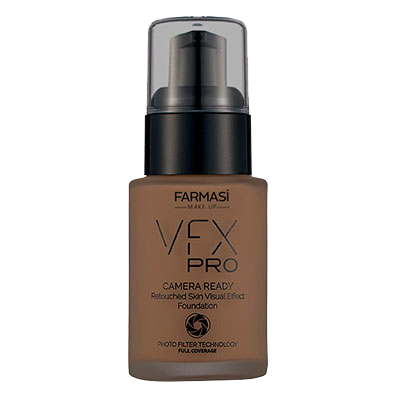 FARMASi
MAKE UP
VFX
PRO
CAMERA READY
Retouched Skin Visual Effect
Foundation
PHOTO FILTER TECHNOLOGY
FULL COVERAGE